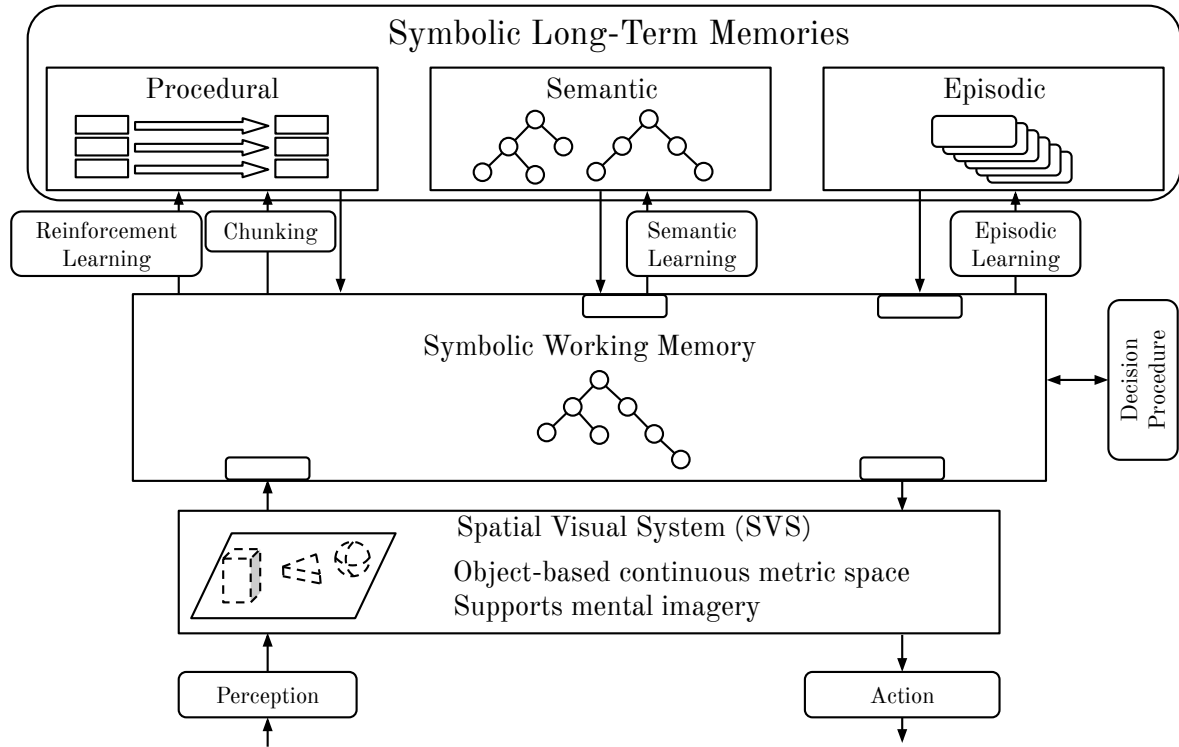 Symbolic Long-Term Memories
Procedural
Semantic
Episodic
Reinforcement
Learning
Chunking
Semantic
Learning
Episodic
Learning
Symbolic Working Memory
Decision
Procedure
Spatial Visual System (SVS)
Object-based continuous metric space
Supports mental imagery
Perception
Action